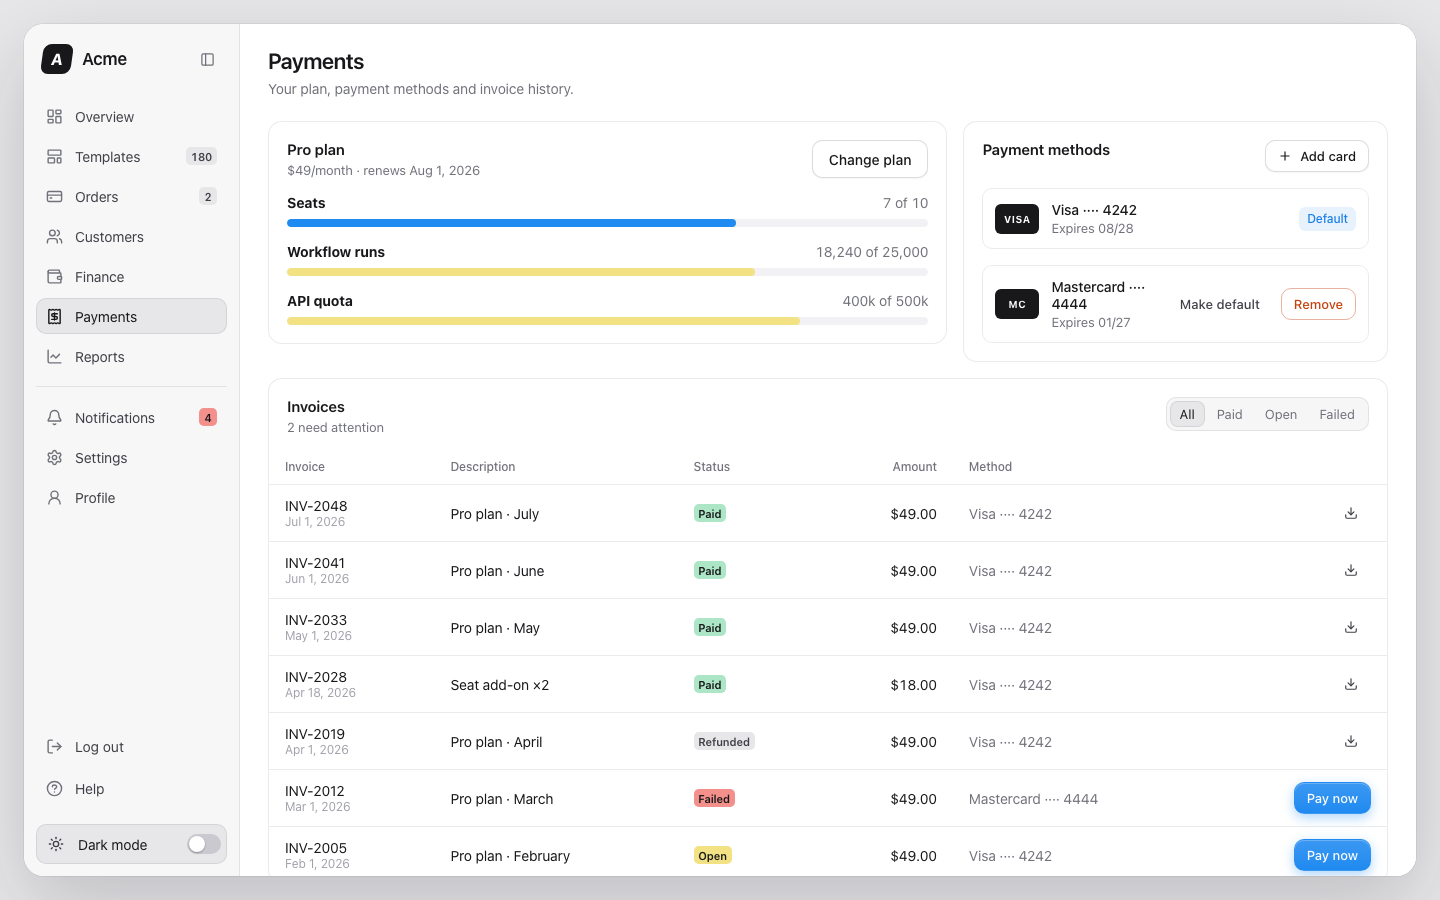 A Acme
Overview
Templates 180
Orders 2
Customers
Finance
Payments
Reports
Notifications 4
Settings
Profile
Log out
Help
Dark mode
Payments
Your plan, payment methods and invoice history.
Pro plan
$49/month · renews Aug 1, 2026
Change plan
Seats 7 of 10
Workflow runs 18,240 of 25,000
API quota 400k of 500k
Payment methods
Add card
VISA
Visa ···· 4242
Expires 08/28
Default
MC
Mastercard ····
4444
Expires 01/27
Make default
Remove
Invoices
2 need attention
All Paid Open Failed
Invoice Description Status Amount Method
INV-2048
Jul 1, 2026
Pro plan · July Paid $49.00 Visa ···· 4242
INV-2041
Jun 1, 2026
Pro plan · June Paid $49.00 Visa ···· 4242
INV-2033
May 1, 2026
Pro plan · May Paid $49.00 Visa ···· 4242
INV-2028
Apr 18, 2026
Seat add-on ×2 Paid $18.00 Visa ···· 4242
INV-2019
Apr 1, 2026
Pro plan · April Refunded $49.00 Visa ···· 4242
INV-2012
Mar 1, 2026
Pro plan · March Failed $49.00 Mastercard ···· 4444 Pay now
INV-2005
Feb 1, 2026
Pro plan · February Open $49.00 Visa ···· 4242 Pay now